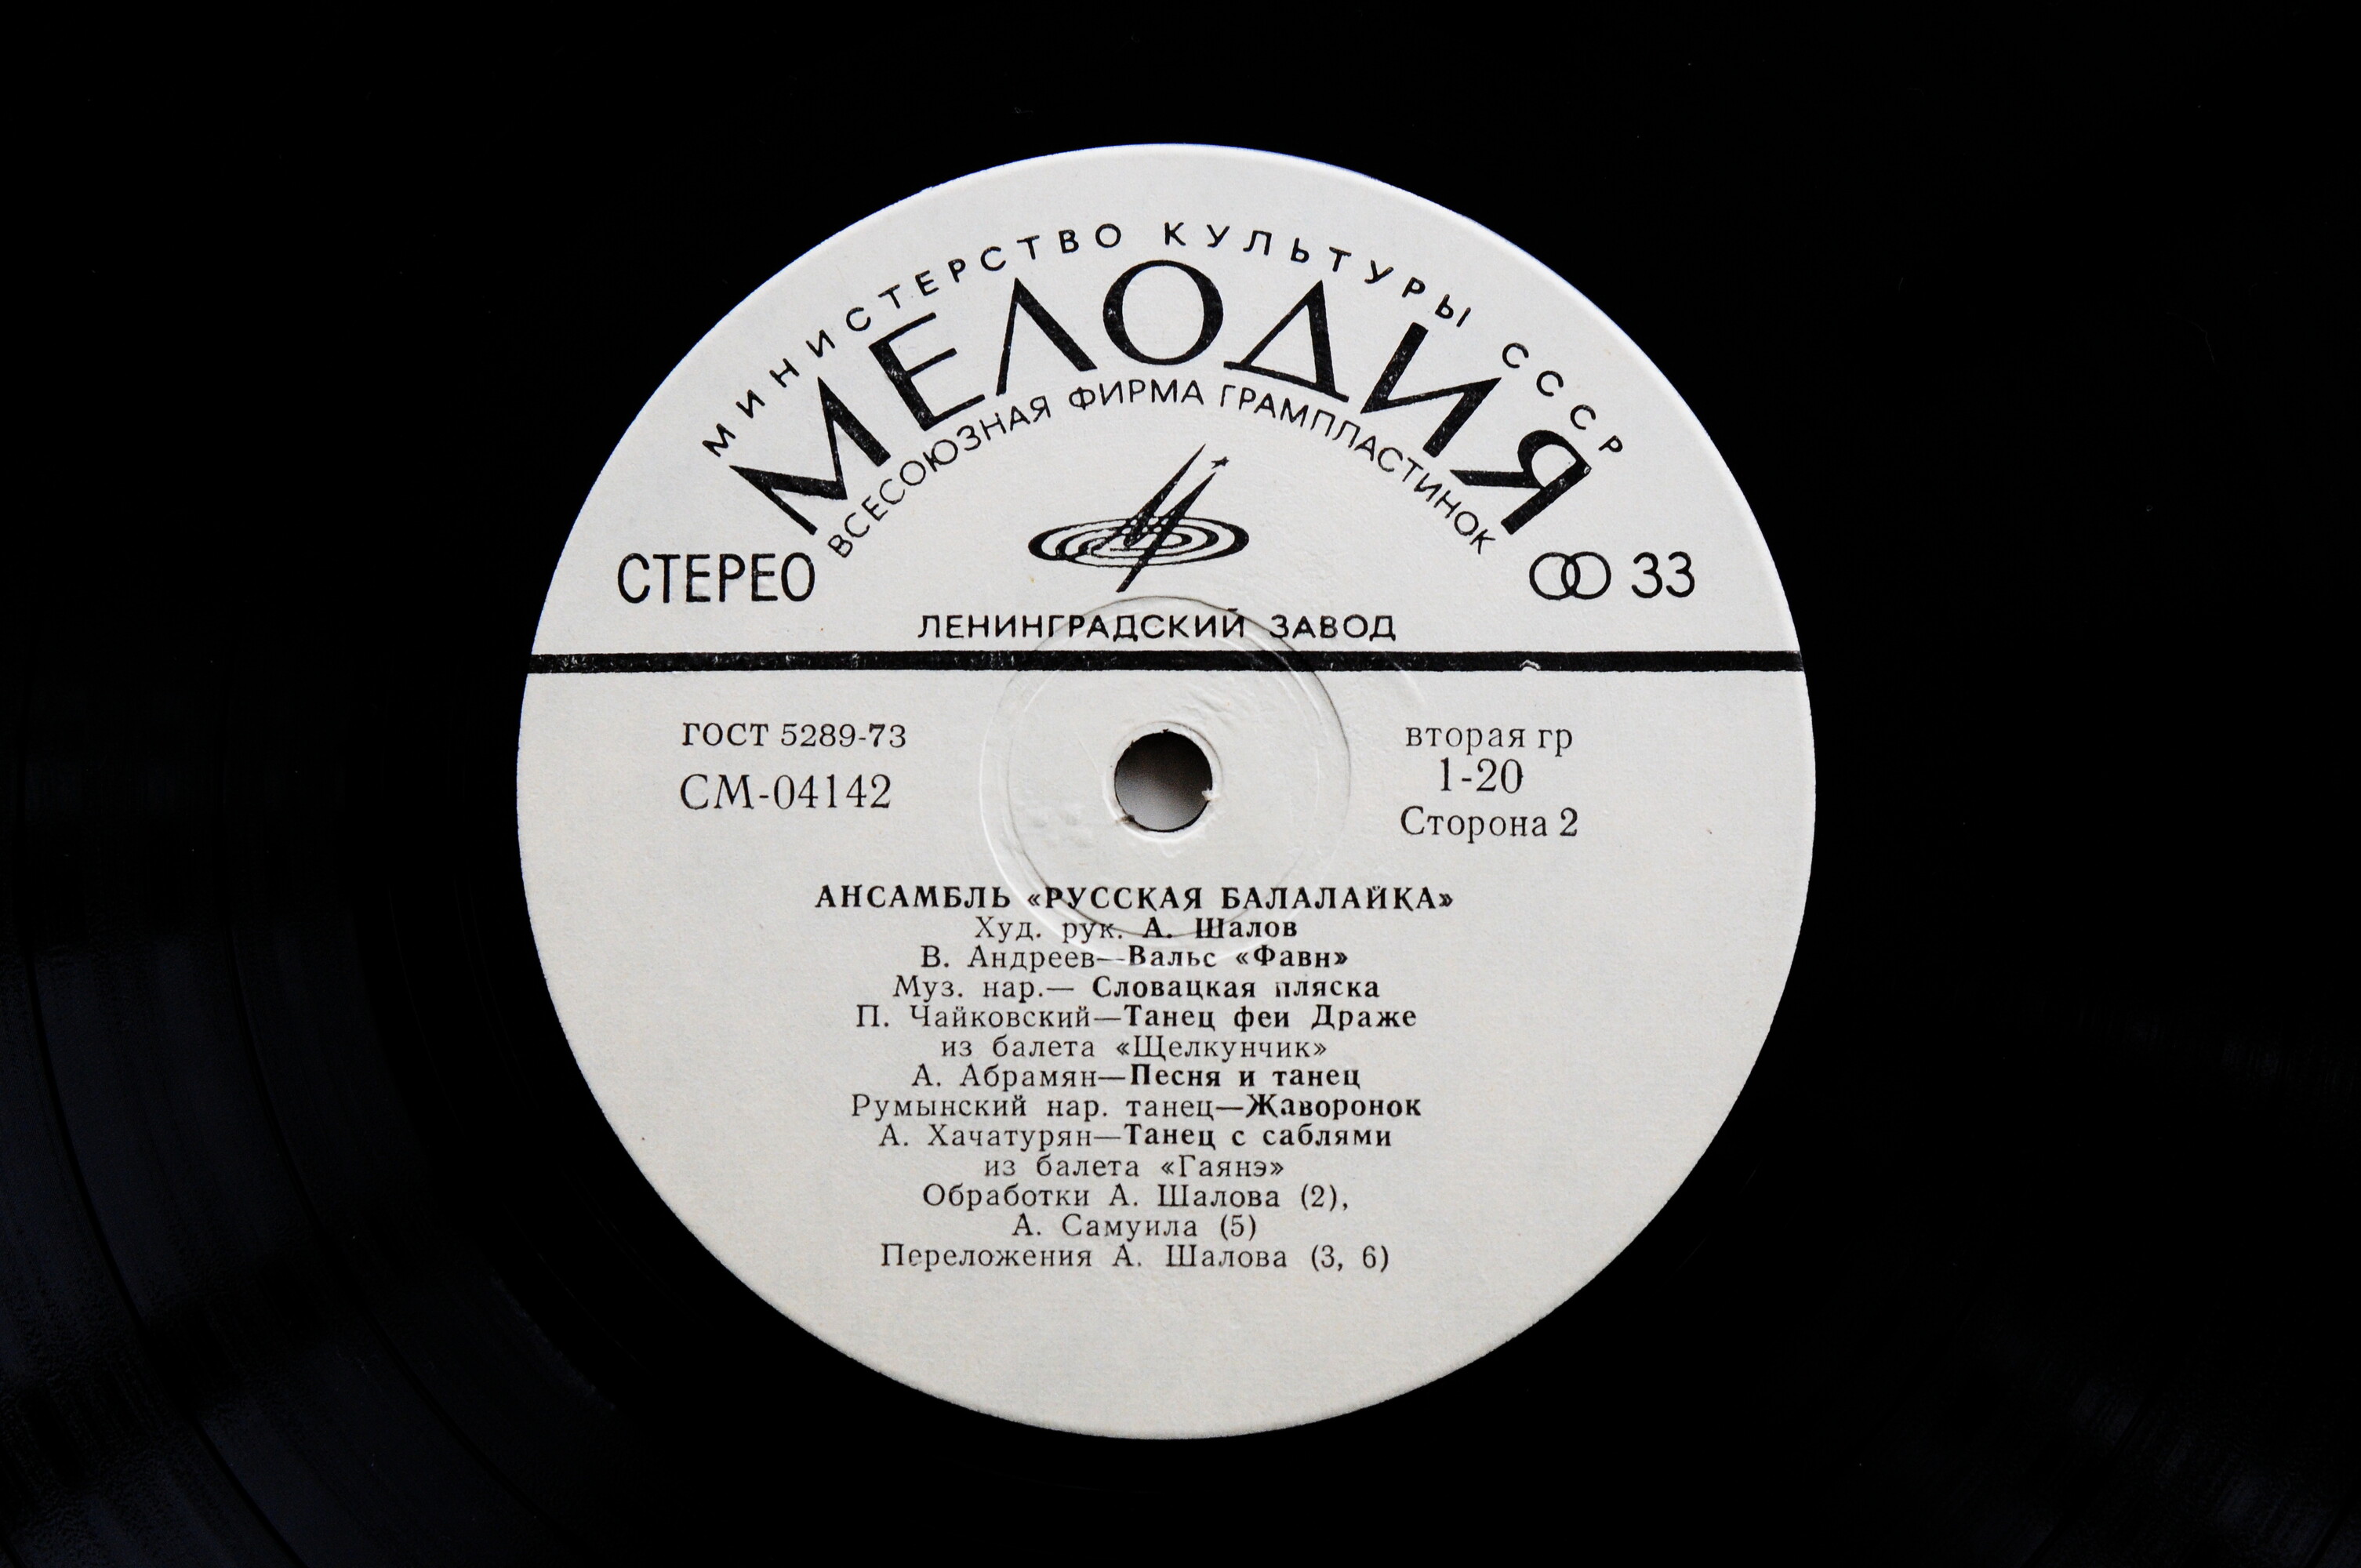 МИНИСТЕРСТВО КУЛЬТУРЫ СССР
МЕЛОДИЯ
ВСЕСОЮЗНАЯ ФИРМА ГРАМПЛАСТИНОК
СТЕРЕО
33
ЛЕНИНГРАДСКИЙ ЗАВОД
ГОСТ 5289-73
СМ-04142
вторая гр
1-20
Сторона 2
АНСАМБЛЬ «РУССКАЯ БАЛАЛАЙКА»
Худ. рук. А. Шалов
В. Андреев—Вальс «Фавн»
Муз. нар.— Словацкая пляска
П. Чайковский—Танец феи Драже
из балета «Щелкунчик»
А. Абрамян—Песня и танец
Румынский нар. танец—Жаворонок
А. Хачатурян—Танец с саблями
из балета «Гаянэ»
Обработки А. Шалова (2),
А. Самуила (5)
Переложения А. Шалова (3, 6)